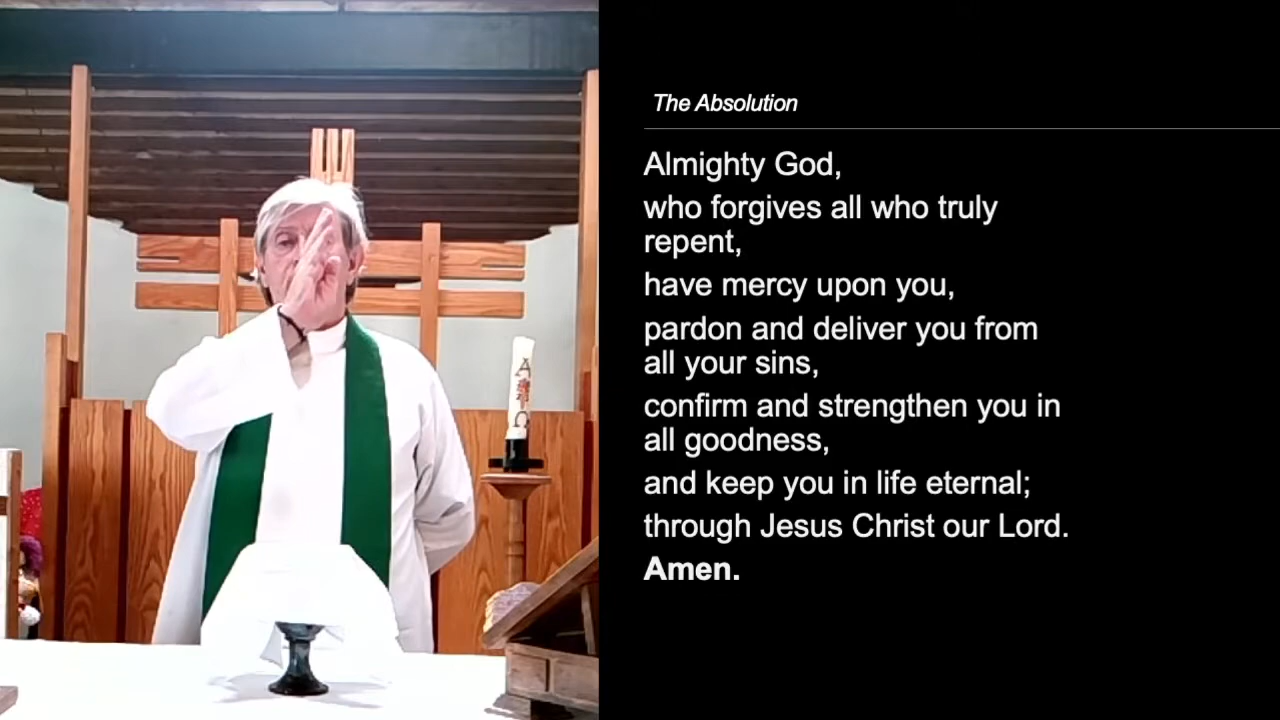 The Absolution
Almighty God,
who forgives all who truly
repent,
have mercy upon you,
pardon and deliver you from
all your sins,
confirm and strengthen you in
all goodness,
and keep you in life eternal;
through Jesus Christ our Lord.
Amen.
Α
Ω